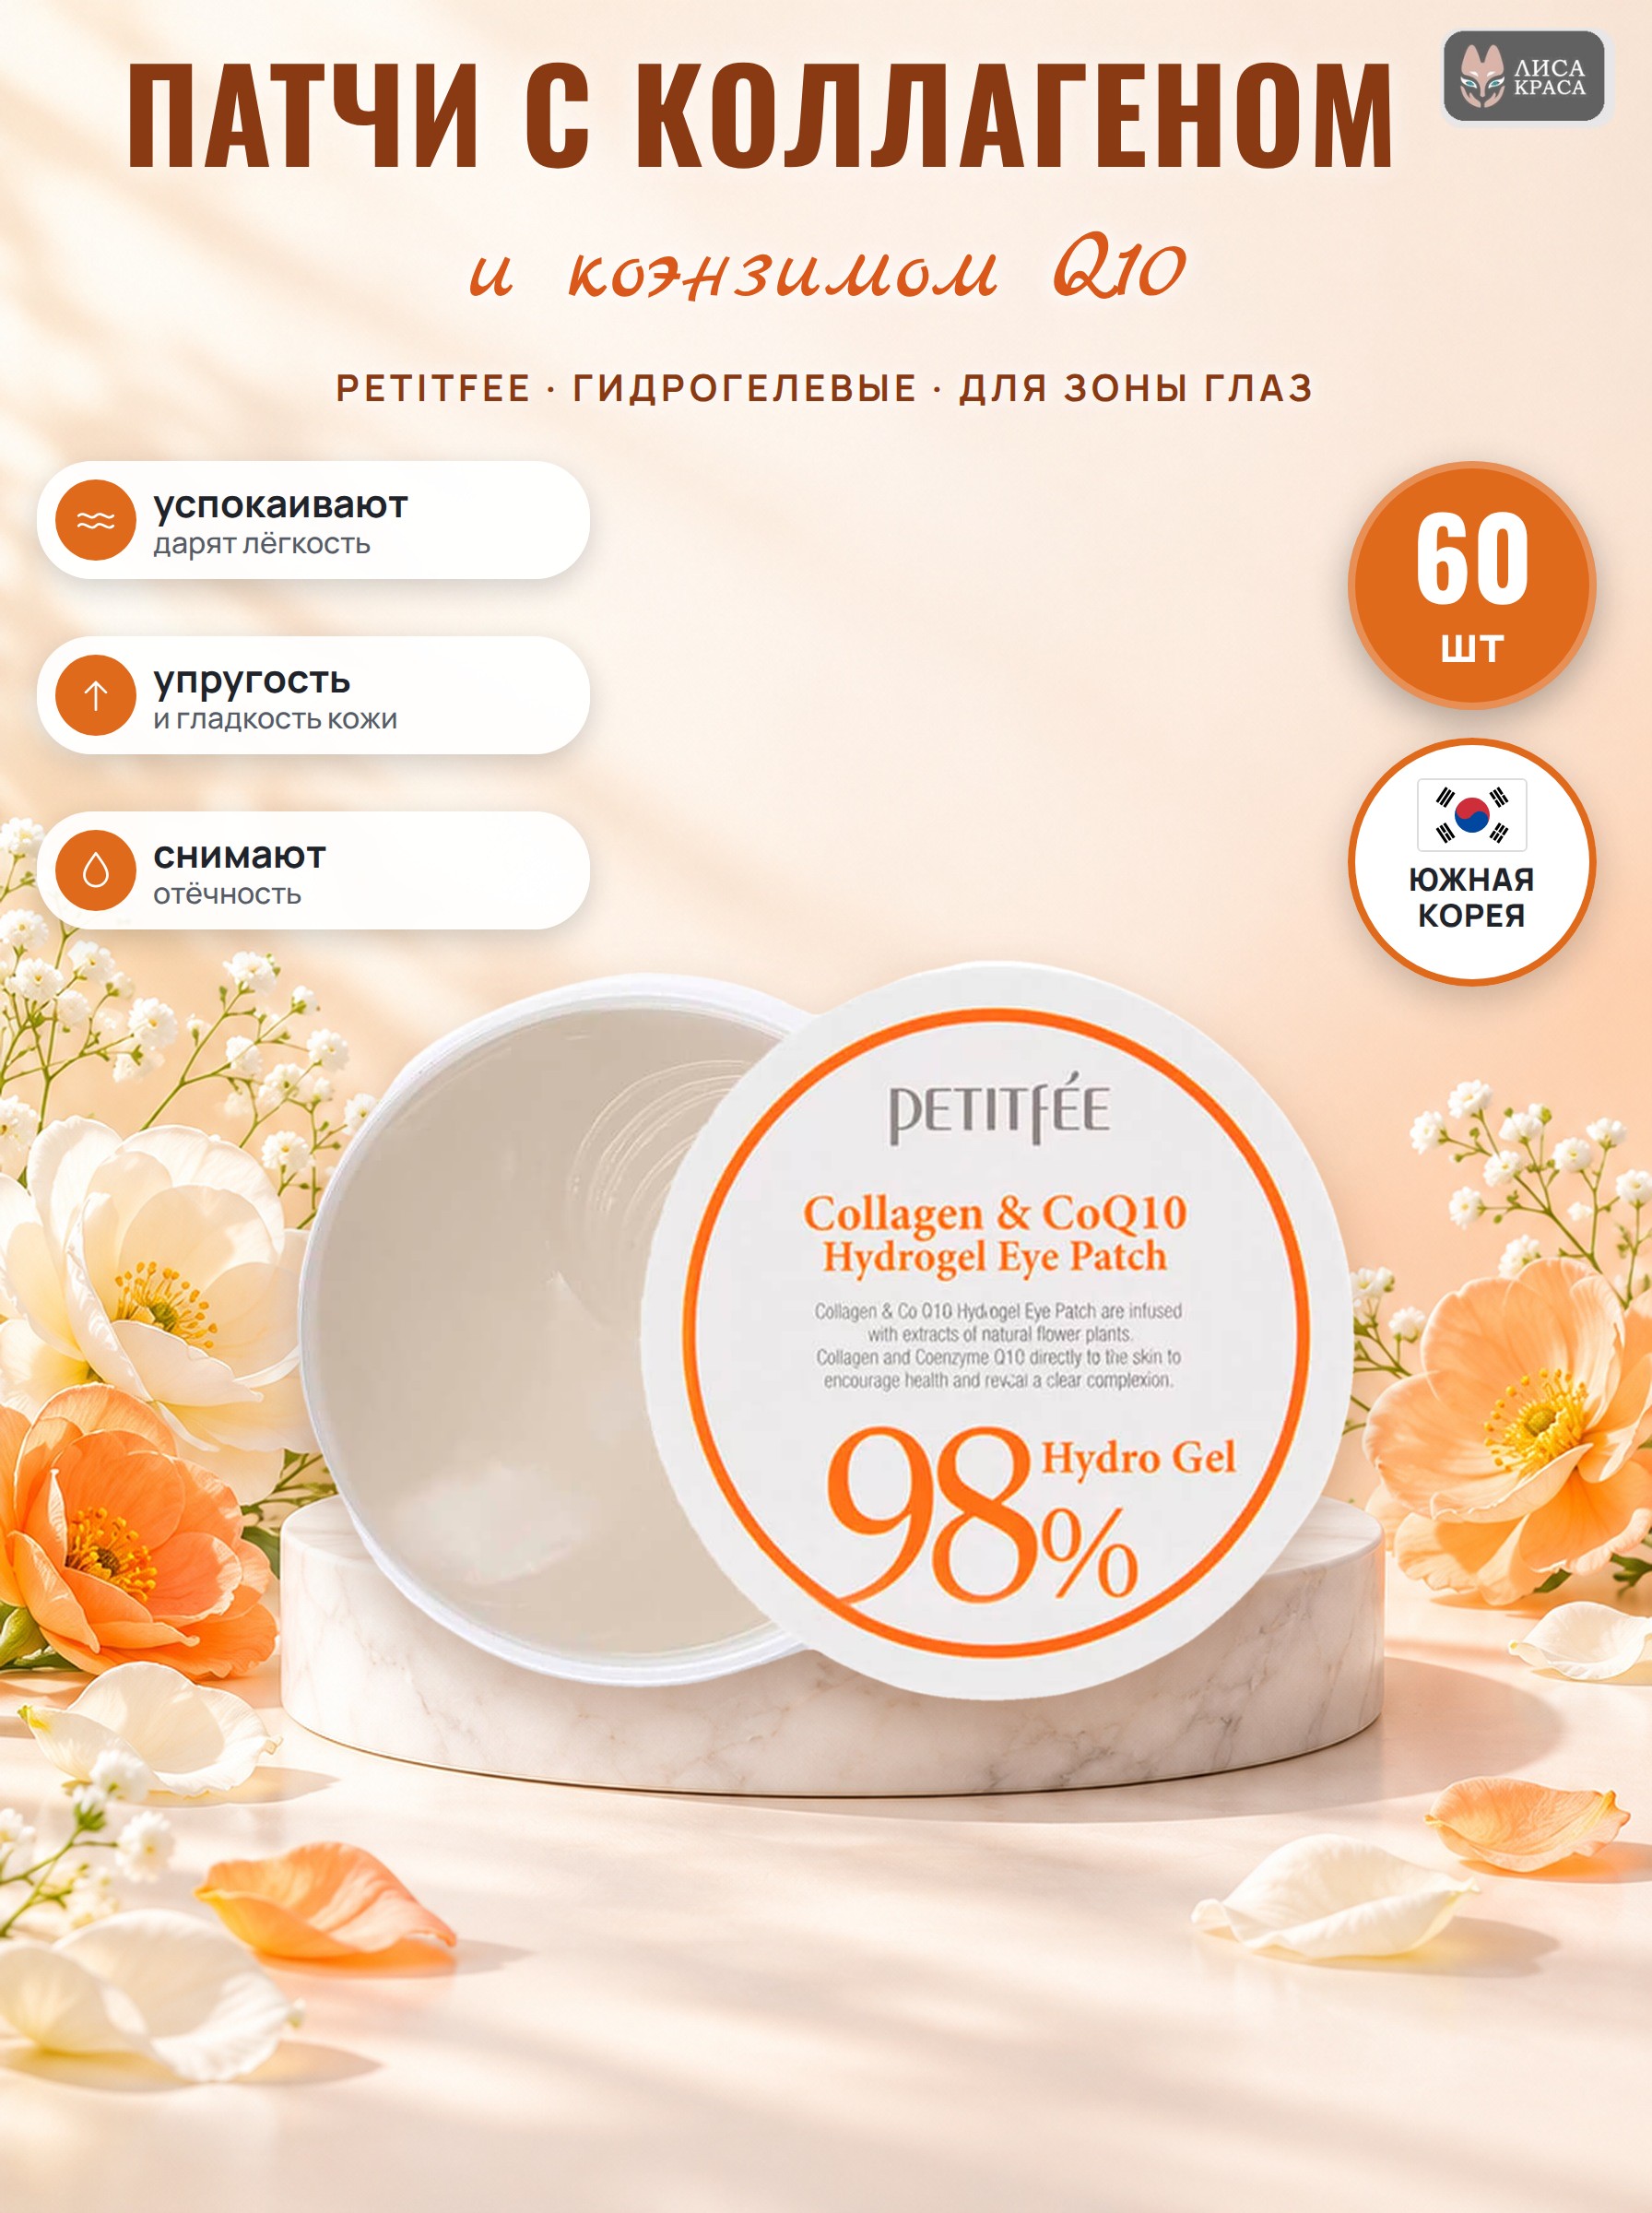 ПАТЧИ С КОЛЛАГЕНОМ
ЛИСА
КРАСА
и коэнзимом Q10
PETITFEE · ГИДРОГЕЛЕВЫЕ · ДЛЯ ЗОНЫ ГЛАЗ
успокаивают
дарят лёгкость
упругость
и гладкость кожи
снимают
отёчность
60
ШТ
ЮЖНАЯ
КОРЕЯ
PETITFÉE
Collagen & CoQ10
Hydrogel Eye Patch
Collagen & Co Q10 Hydrogel Eye Patch are infused
with extracts of natural flower plants.
Collagen and Coenzyme Q10 directly to the skin to
encourage health and reveal a clear complexion.
98% Hydro Gel